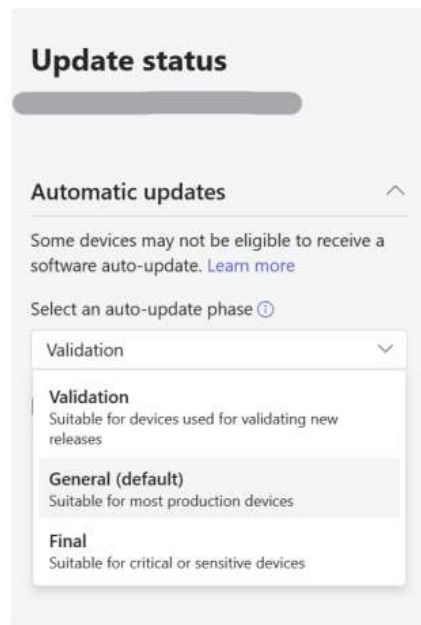 Update status
Automatic updates
Some devices may not be eligible to receive a
software auto-update. Learn more
Select an auto-update phase
Validation
Validation
Suitable for devices used for validating new
releases
General (default)
Suitable for most production devices
Final
Suitable for critical or sensitive devices